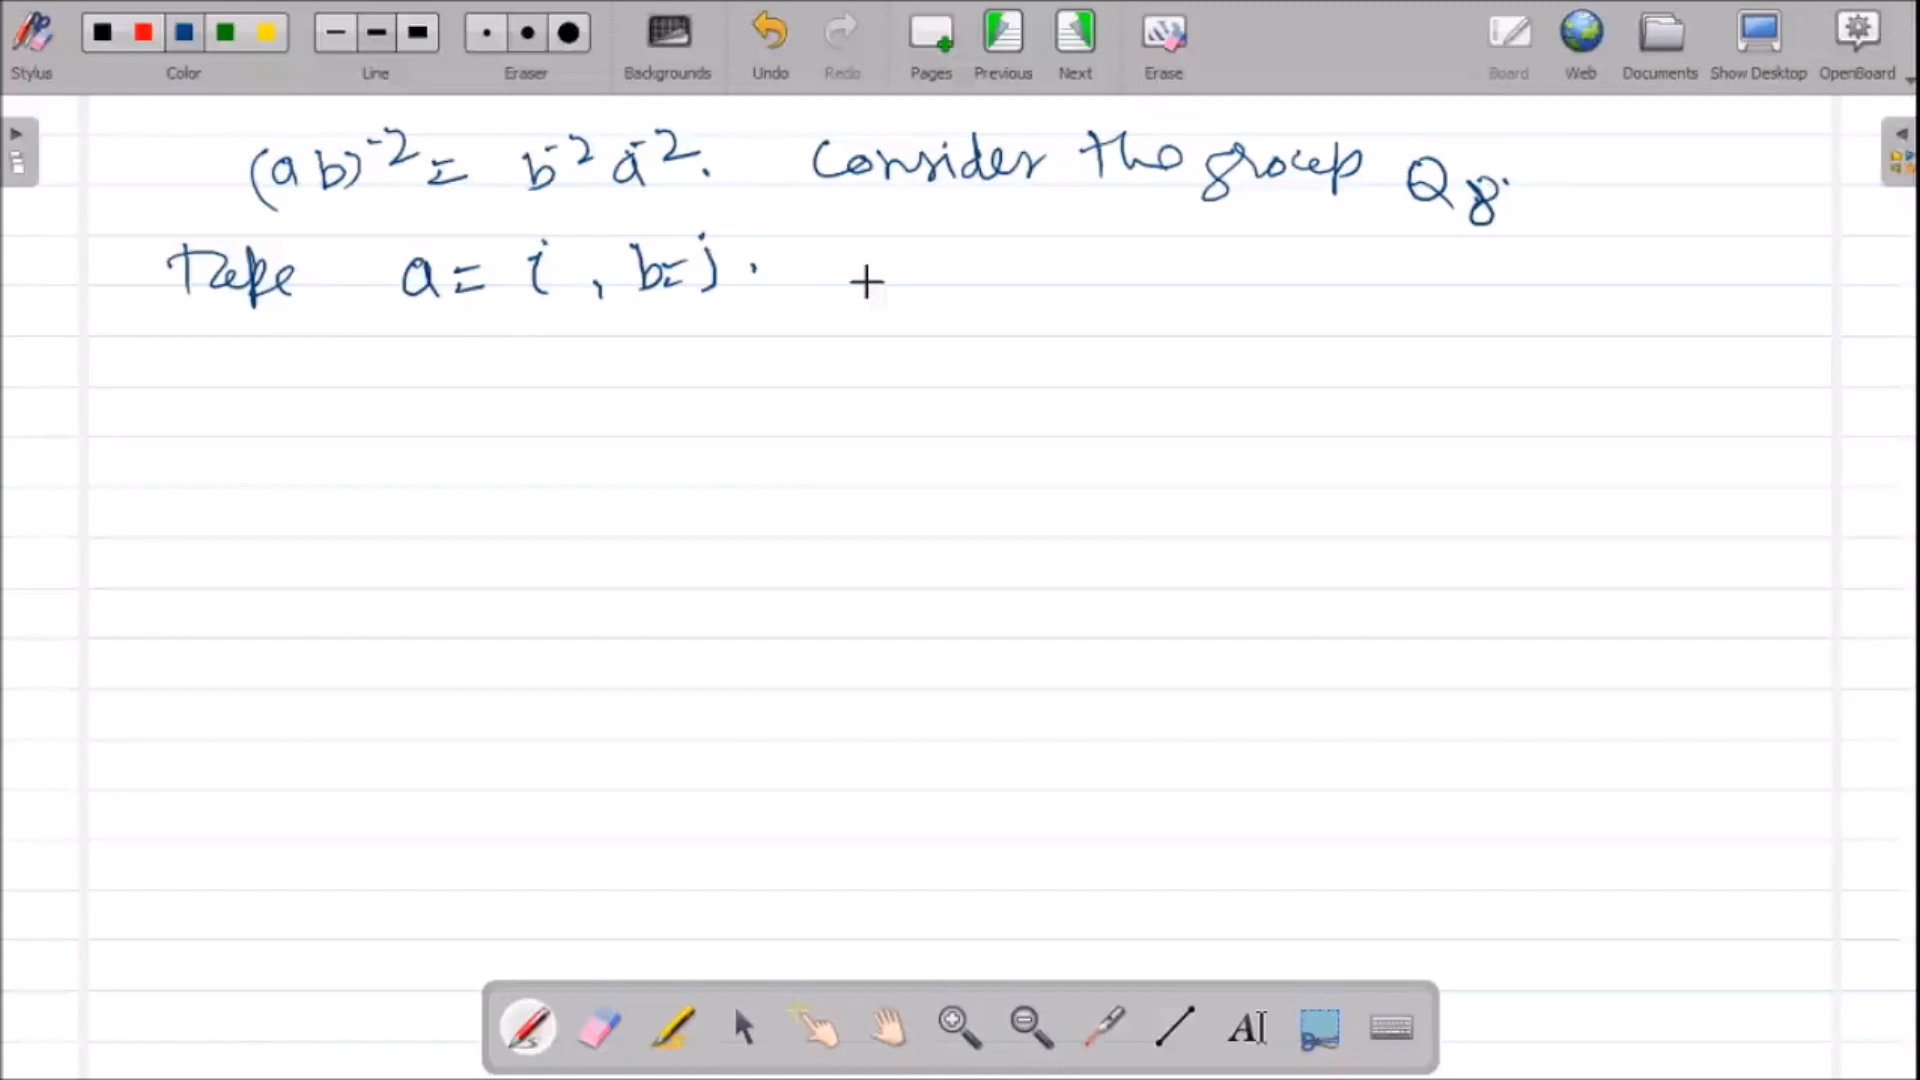 Stylus Color Line Eraser Backgrounds Undo Redo Pages Previous Next Erase Board Web Documents Show Desktop OpenBoard
(ab)⁻² = b⁻² a⁻². Consider the group Q₈.
Take a = i , b = j .